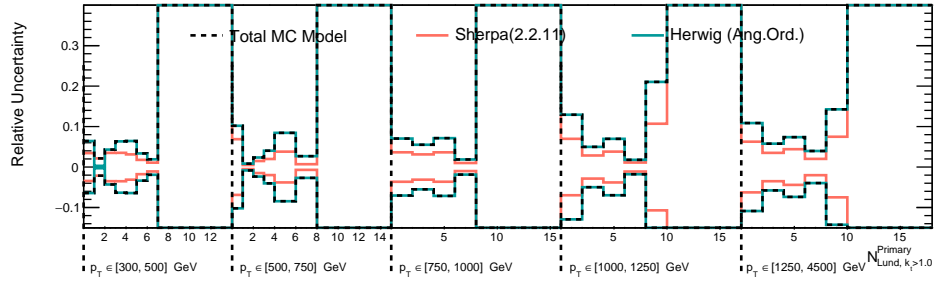 Relative Uncertainty
0.3
0.2
0.1
0
−0.1
Total MC Model
Sherpa(2.2.11)
Herwig (Ang.Ord.)
2 4 6 8 10 12 2 4 6 8 10 12 14 5 10 15 5 10 15 5 10 15
p_T ∈ [300, 500] GeV
p_T ∈ [500, 750] GeV
p_T ∈ [750, 1000] GeV
p_T ∈ [1000, 1250] GeV
p_T ∈ [1250, 4500] GeV
N^Primary_Lund, k_t>1.0